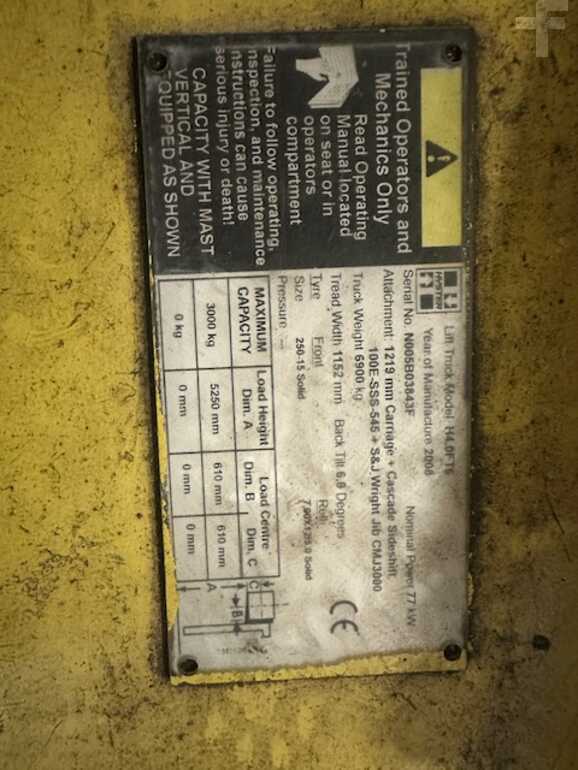 Trained Operators and
Mechanics Only
Read Operating
Manual located
on seat or in
operators
compartment
Failure to follow operating,
inspection, and maintenance
instructions can cause
serious injury or death!
CAPACITY WITH MAST
VERTICAL AND
EQUIPPED AS SHOWN
HYSTER
Lift Truck Model H4.0FT6
Year of Manufacture 2008 Nominal Power 77 kW
Serial No. N005B03843F
Attachment: 1219 mm Carriage + Cascade Sideshift
100E-SSS-545 + S&J Wright Jib CMJ3000
Truck Weight 6900 kg
Tread Width 1152 mm Back Tilt 6.0 Degrees
Tyre Front
Size 250-15 Solid
Pressure --
CE
MAXIMUM CAPACITY Load Height Dim. A Load Centre Dim. B Dim. C
3000 kg 5250 mm 610 mm 610 mm
0 kg 0 mm 0 mm 0 mm
C
B
A